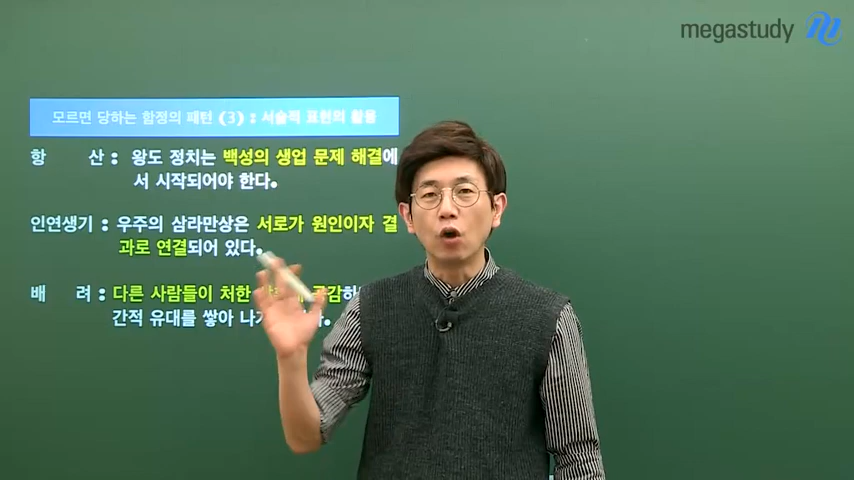 megastudy
모르면 당하는 함정의 패턴 (3) : 서술적 표현의 활용
항 산 : 왕도 정치는 백성의 생업 문제 해결에
서 시작되어야 한다.
인연생기 : 우주의 삼라만상은 서로가 원인이자 결
과로 연결되어 있다.
배 려 : 다른 사람들이 처한 공감하
간적 유대를 쌓아